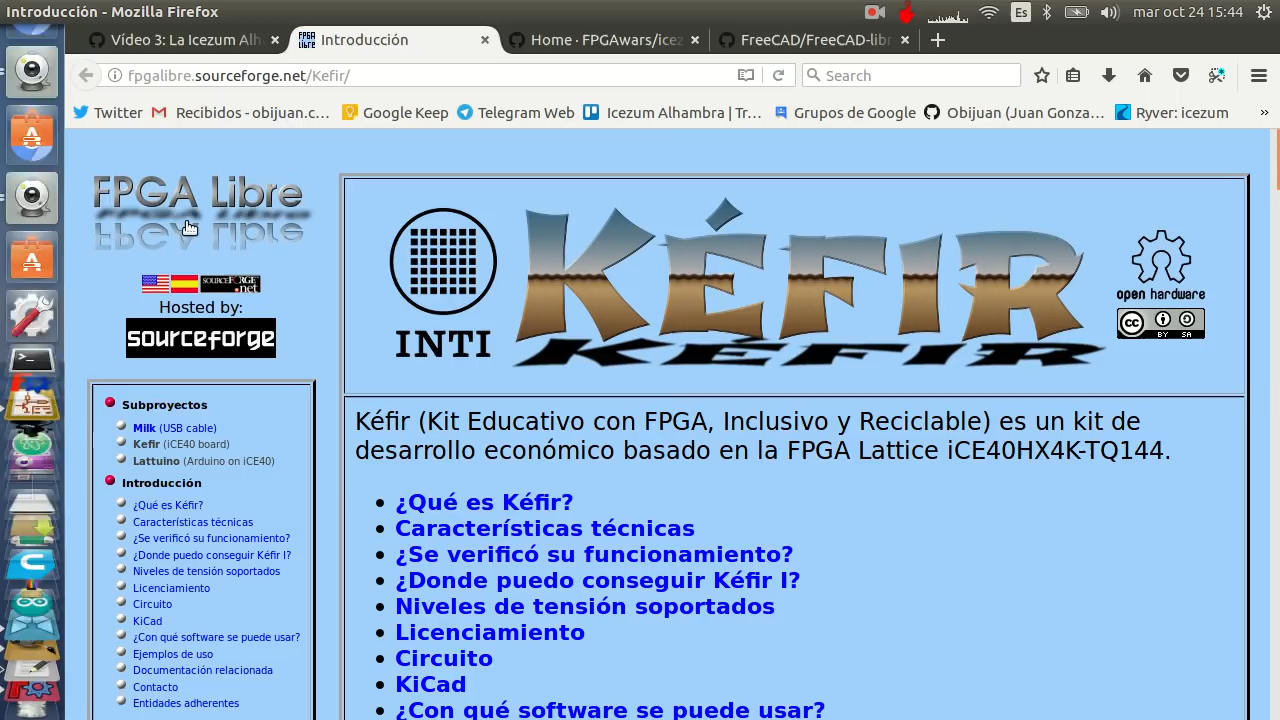 Introducción - Mozilla Firefox
Es
mar oct 24 15:44
Vídeo 3: La Icezum Alh
Introducción
Home · FPGAwars/icez
FreeCAD/FreeCAD-libr
fpgalibre.sourceforge.net/Kefir/
Search
Twitter
Recibidos - obijuan.c…
Google Keep
Telegram Web
Icezum Alhambra | Tr…
Grupos de Google
Obijuan (Juan Gonza…
Ryver: icezum
»
FPGA Libre
SOURCEFORGE
.net
Hosted by:
sourceforge
Subproyectos
Milk (USB cable)
Kefir (iCE40 board)
Lattuino (Arduino on iCE40)
Introducción
¿Qué es Kéfir?
Características técnicas
¿Se verificó su funcionamiento?
¿Donde puedo conseguir Kéfir I?
Niveles de tensión soportados
Licenciamiento
Circuito
KiCad
¿Con qué software se puede usar?
Ejemplos de uso
Documentación relacionada
Contacto
Entidades adherentes
INTI
KÉFIR
open hardware
cc BY SA
Kéfir (Kit Educativo con FPGA, Inclusivo y Reciclable) es un kit de
desarrollo económico basado en la FPGA Lattice iCE40HX4K-TQ144.
¿Qué es Kéfir?
Características técnicas
¿Se verificó su funcionamiento?
¿Donde puedo conseguir Kéfir I?
Niveles de tensión soportados
Licenciamiento
Circuito
KiCad
¿Con qué software se puede usar?